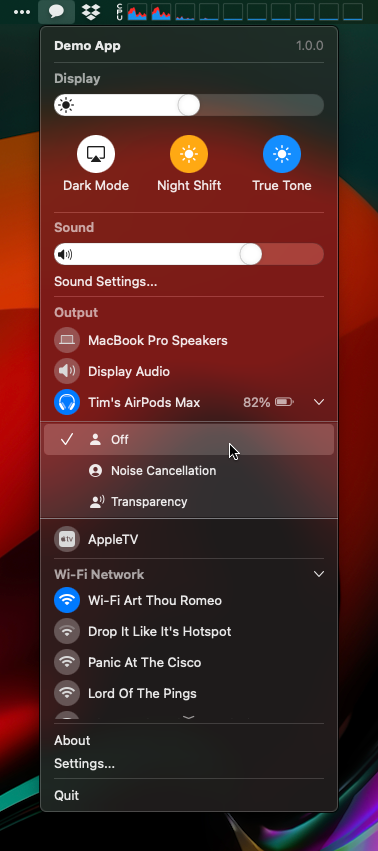 CPU
Demo App 1.0.0
Display
Dark Mode Night Shift True Tone
Sound
Sound Settings...
Output
MacBook Pro Speakers
Display Audio
Tim's AirPods Max 82%
Off
Noise Cancellation
Transparency
tv AppleTV
Wi-Fi Network
Wi-Fi Art Thou Romeo
Drop It Like It's Hotspot
Panic At The Cisco
Lord Of The Pings
About
Settings...
Quit